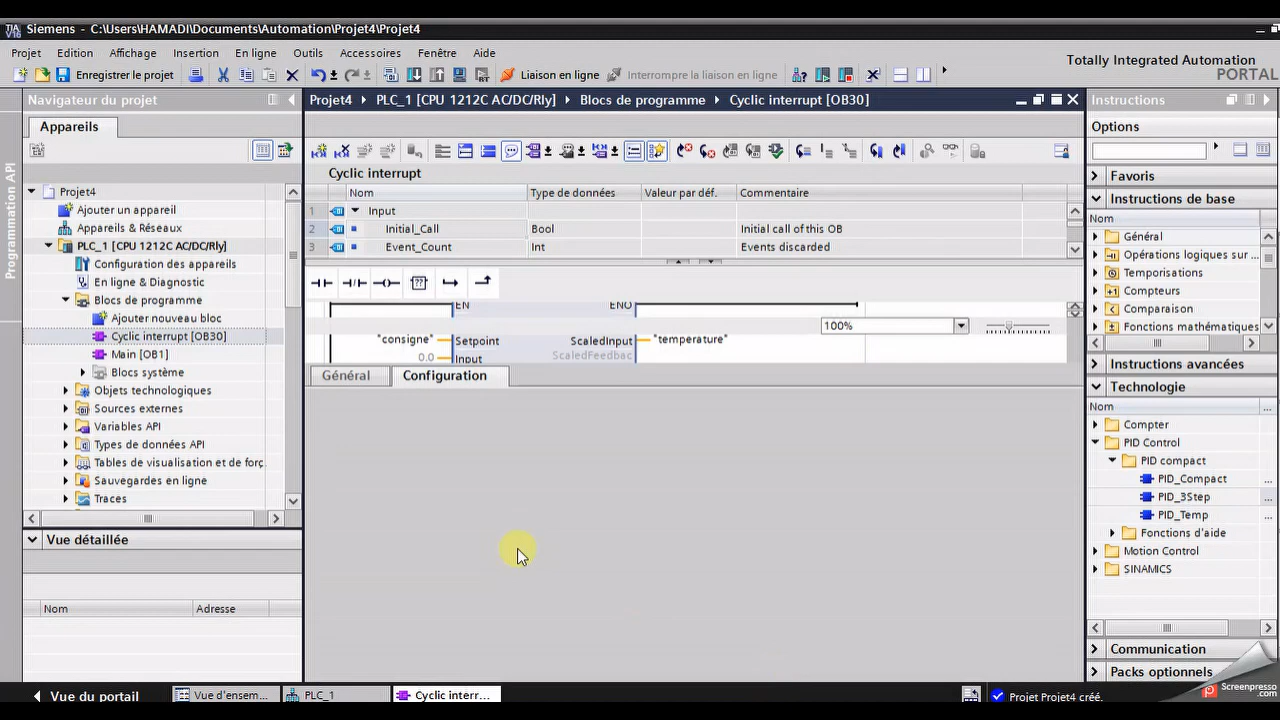 Siemens - C:\Users\HAMADI\Documents\Automation\Projet4\Projet4
TIA
V16
Projet Edition Affichage Insertion En ligne Outils Accessoires Fenêtre Aide
Enregistrer le projet
Liaison en ligne
Interrompre la liaison en ligne
Totally Integrated Automation
PORTAL
Navigateur du projet
Projet4 PLC_1 [CPU 1212C AC/DC/Rly] Blocs de programme Cyclic interrupt [OB30]
Instructions
Appareils
Options
Programmation API
Projet4
Ajouter un appareil
Appareils & Réseaux
PLC_1 [CPU 1212C AC/DC/Rly]
Configuration des appareils
En ligne & Diagnostic
Blocs de programme
Ajouter nouveau bloc
Cyclic interrupt [OB30]
Main [OB1]
Blocs système
Objets technologiques
Sources externes
Variables API
Types de données API
Tables de visualisation et de forç
Sauvegardes en ligne
Traces
Vue détaillée
Nom Adresse
Cyclic interrupt
Nom Type de données Valeur par déf. Commentaire
1 Input
2 Initial_Call Bool Initial call of this OB
3 Event_Count Int Events discarded
??
EN ENO
100%
"consigne" Setpoint ScaledInput "temperature"
0.0 Input ScaledFeedbac
Général Configuration
Favoris
Instructions de base
Nom
Général
Opérations logiques sur ...
Temporisations
Compteurs
Comparaison
Fonctions mathématiques
Instructions avancées
Technologie
Nom ...
Compter
PID Control
PID compact
PID_Compact ...
PID_3Step ...
PID_Temp ...
Fonctions d'aide
Motion Control
SINAMICS
Communication
Packs optionnels
Vue du portail Vue d'ensem... PLC_1 Cyclic interr... Projet Projet4 créé.
Screenpresso
.com